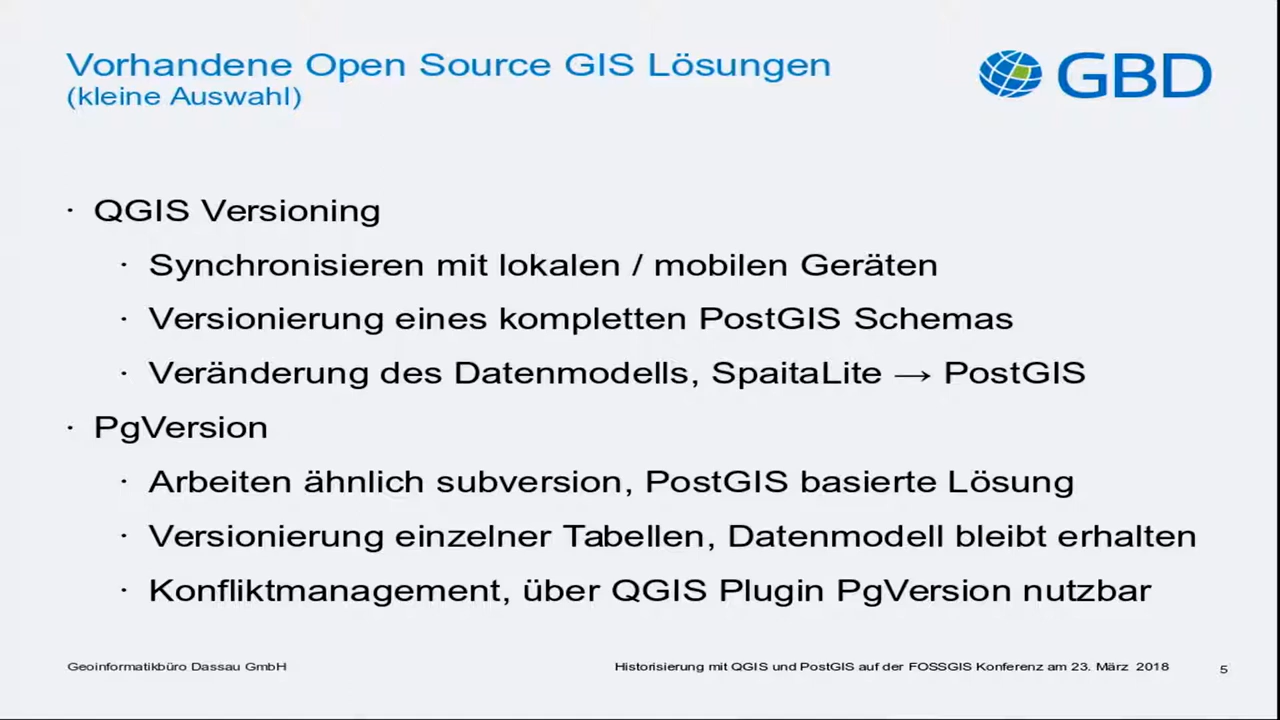 Vorhandene Open Source GIS Lösungen
(kleine Auswahl)
GBD
· QGIS Versioning
· Synchronisieren mit lokalen / mobilen Geräten
· Versionierung eines kompletten PostGIS Schemas
· Veränderung des Datenmodells, SpaitaLite → PostGIS
· PgVersion
· Arbeiten ähnlich subversion, PostGIS basierte Lösung
· Versionierung einzelner Tabellen, Datenmodell bleibt erhalten
· Konfliktmanagement, über QGIS Plugin PgVersion nutzbar
Geoinformatikbüro Dassau GmbH
Historisierung mit QGIS und PostGIS auf der FOSSGIS Konferenz am 23. März 2018
5